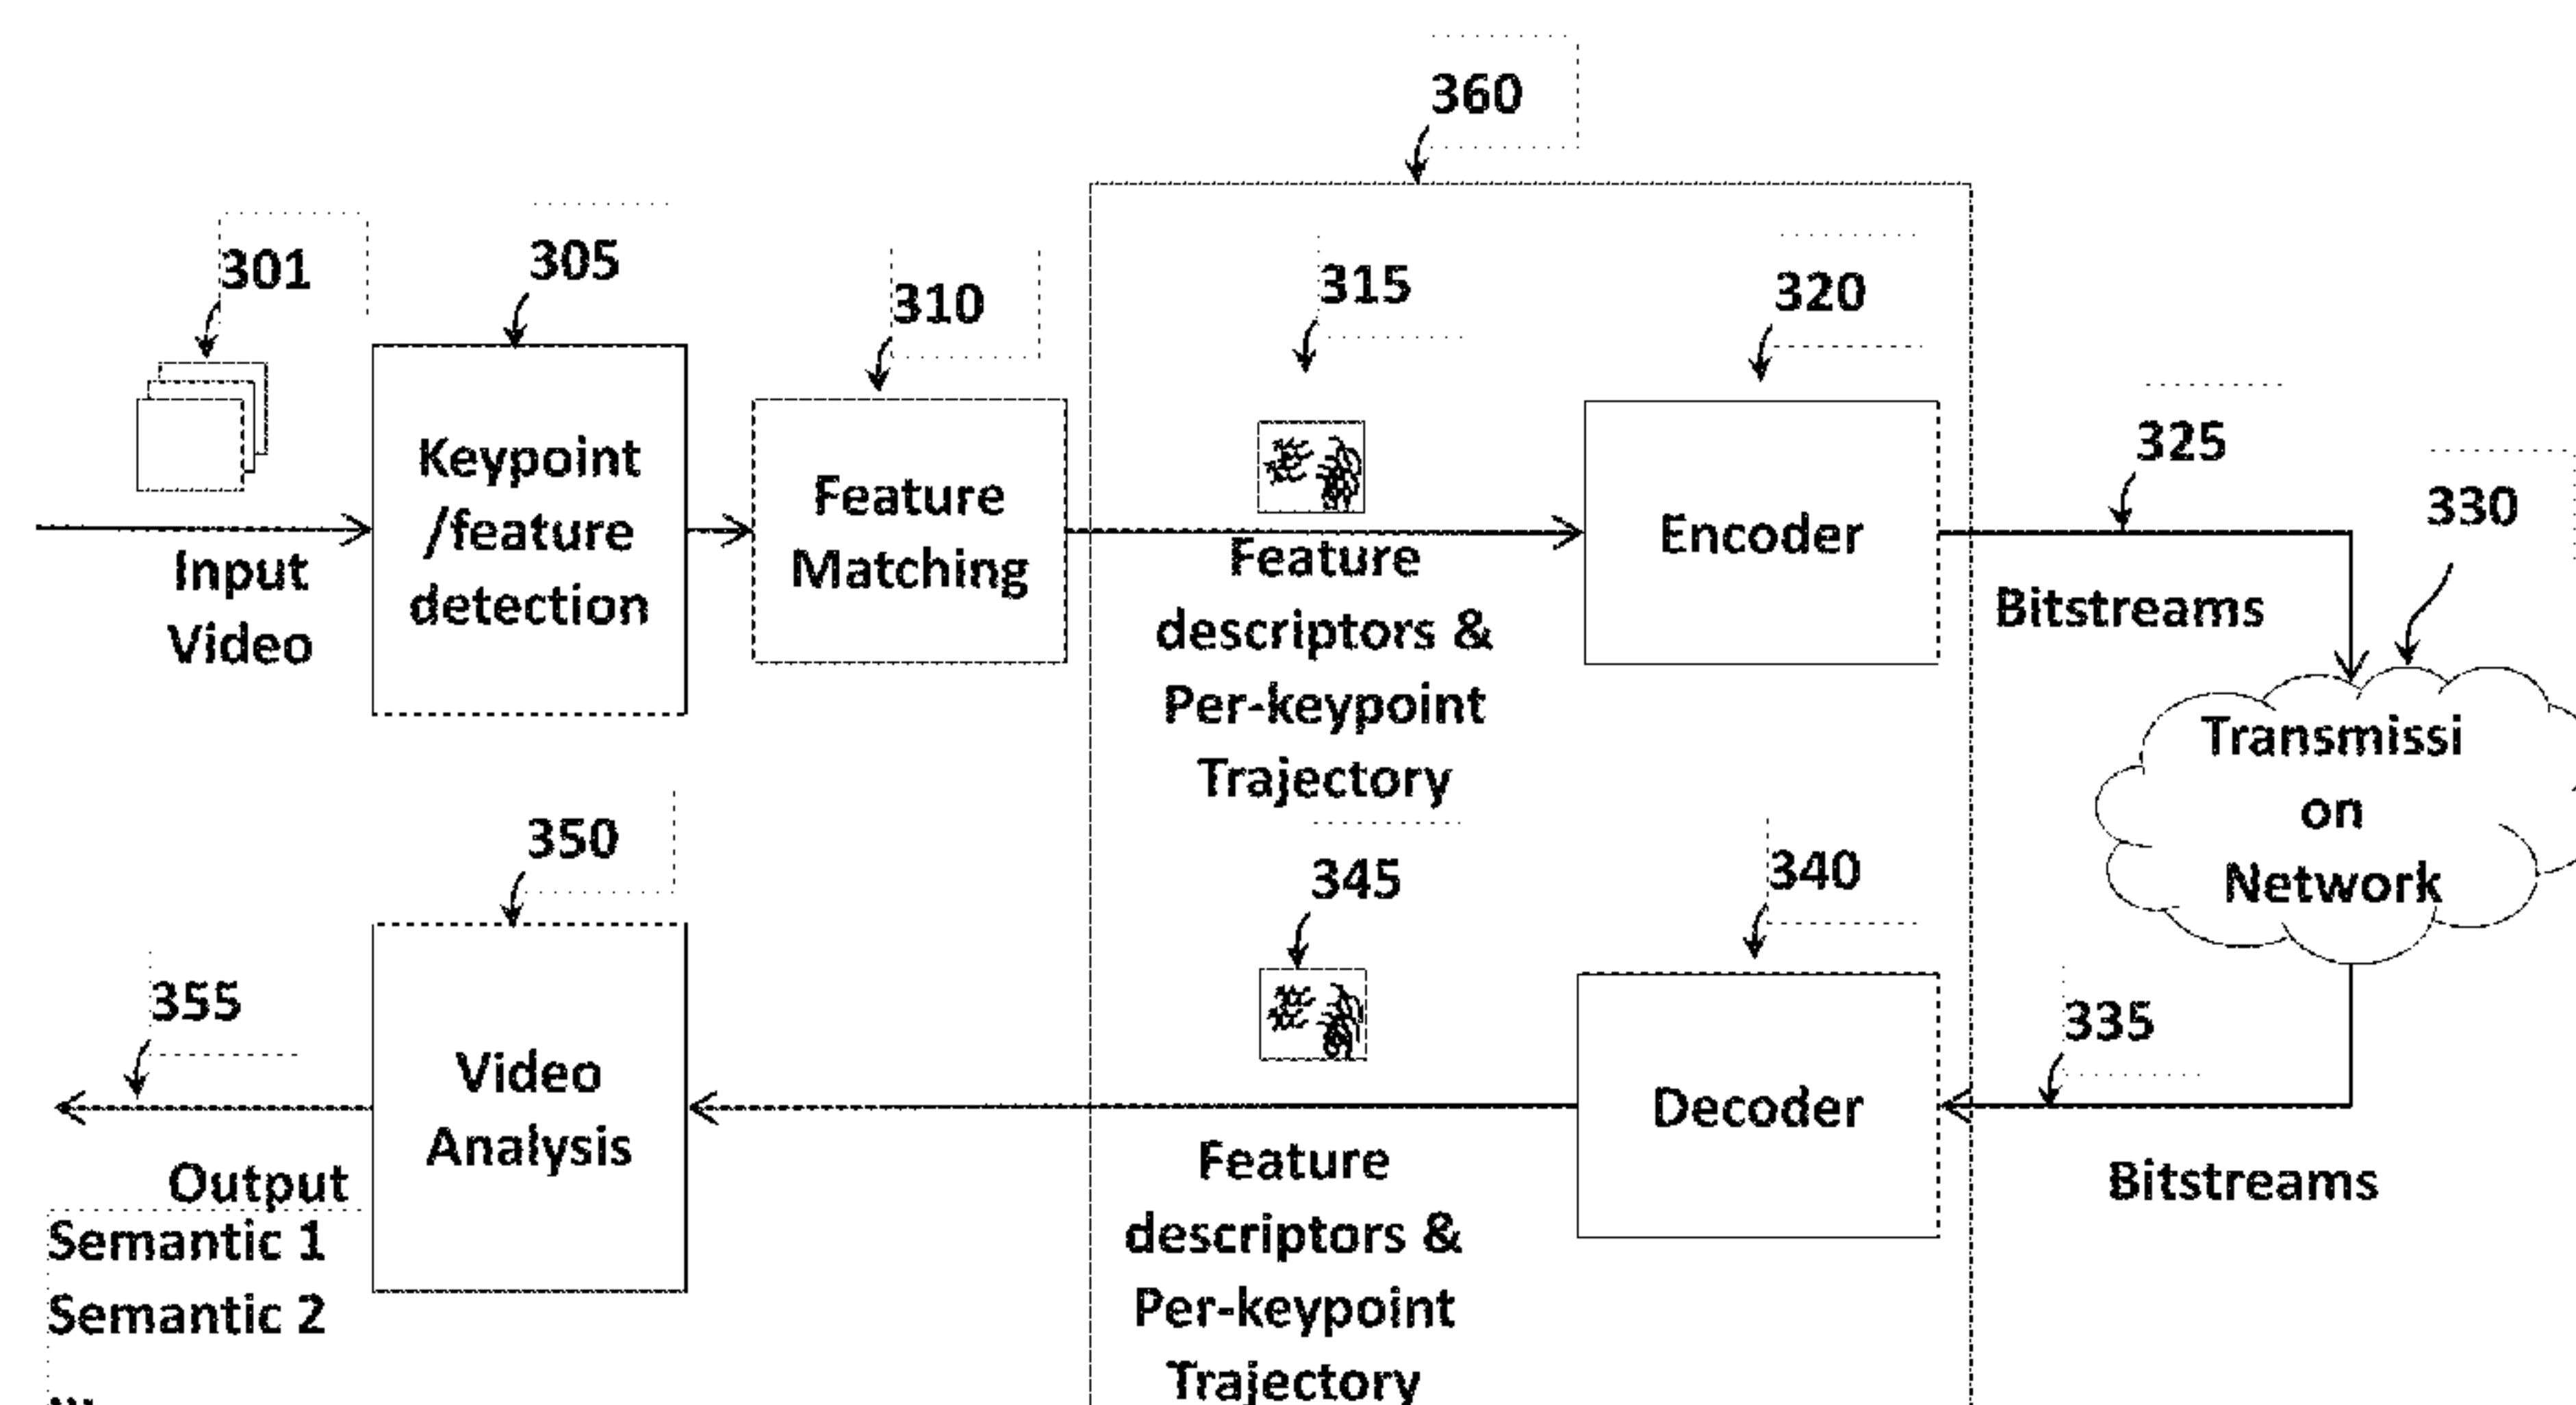 360
301
305
310
315
320
325
330
Input
Video
Keypoint
/feature
detection
Feature
Matching
Feature
descriptors &
Per-keypoint
Trajectory
Encoder
Bitstreams
Transmissi
on
Network
335
Bitstreams
340
Decoder
345
Feature
descriptors &
Per-keypoint
Trajectory
350
Video
Analysis
355
Output
Semantic 1
Semantic 2
...